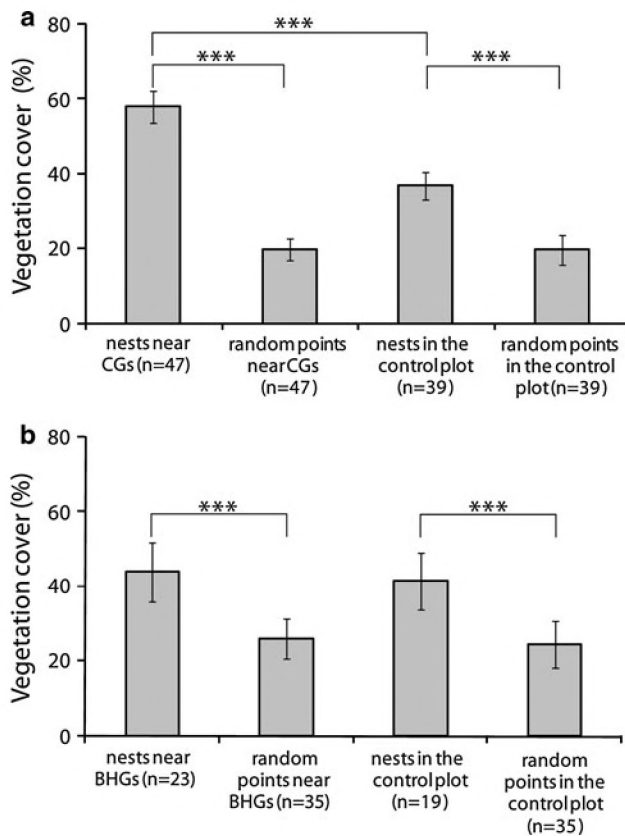 a
80
60
40
20
0
Vegetation cover (%)
***
***
***
nests near
CGs (n=47)
random points
near CGs
(n=47)
nests in the
control plot
(n=39)
random points
in the control
plot (n=39)
b
80
60
40
20
0
Vegetation cover (%)
***
***
nests near
BHGs (n=23)
random
points near
BHGs (n=35)
nests in the
control plot
(n=19)
random
points in the
control plot
(n=35)